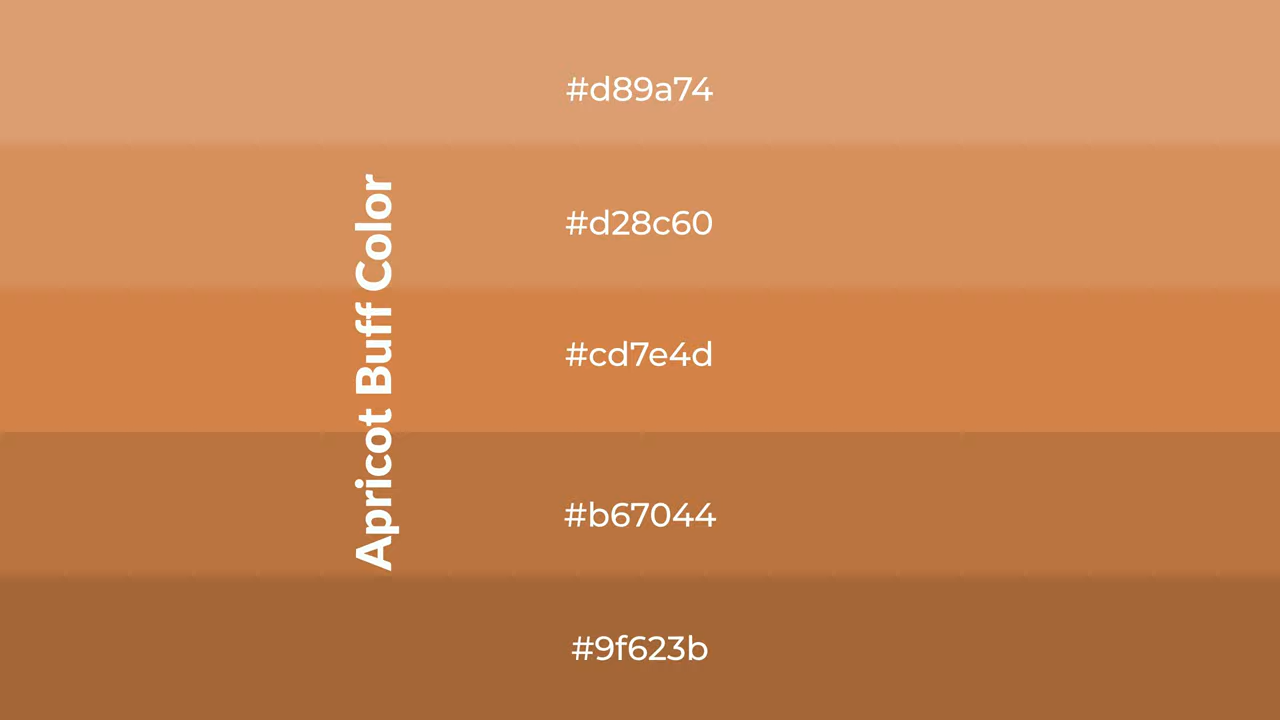 Apricot Buff Color
#d89a74
#d28c60
#cd7e4d
#b67044
#9f623b